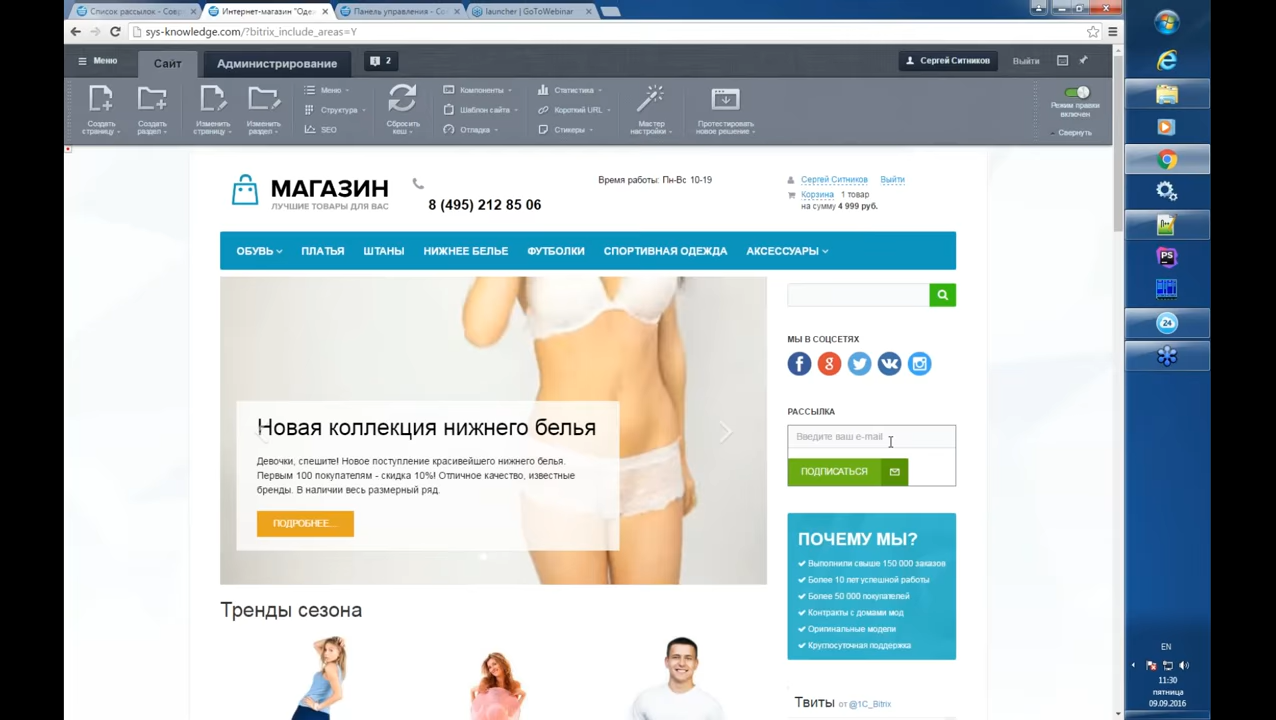 Список рассылок - Совр
Интернет-магазин "Оде
Панель управления - Со
launcher | GoToWebinar
sys-knowledge.com/?bitrix_include_areas=Y
Меню
Сайт
Администрирование
2
Сергей Ситников
Выйти
Создать страницу
Создать раздел
Изменить страницу
Изменить раздел
Меню
Структура
SEO
Сбросить кеш
Компоненты
Шаблон сайта
Отладка
Статистика
Короткий URL
Стикеры
Мастер настройки
Протестировать новое решение
Режим правки включен
Свернуть
МАГАЗИН
ЛУЧШИЕ ТОВАРЫ ДЛЯ ВАС
8 (495) 212 85 06
Время работы: Пн-Вс 10-19
Сергей Ситников Выйти
Корзина 1 товар
на сумму 4 999 руб.
ОБУВЬ ПЛАТЬЯ ШТАНЫ НИЖНЕЕ БЕЛЬЕ ФУТБОЛКИ СПОРТИВНАЯ ОДЕЖДА АКСЕССУАРЫ
Новая коллекция нижнего белья
Девочки, спешите! Новое поступление красивейшего нижнего белья.
Первым 100 покупателям - скидка 10%! Отличное качество, известные
бренды. В наличии весь размерный ряд.
ПОДРОБНЕЕ...
МЫ В СОЦСЕТЯХ
РАССЫЛКА
Введите ваш e-mail
ПОДПИСАТЬСЯ
ПОЧЕМУ МЫ?
Выполнили свыше 150 000 заказов
Более 10 лет успешной работы
Более 50 000 покупателей
Контракты с домами мод
Оригинальные модели
Круглосуточная поддержка
Тренды сезона
Твиты от @1C_Bitrix
PS
24
EN
11:30
пятница
09.09.2016